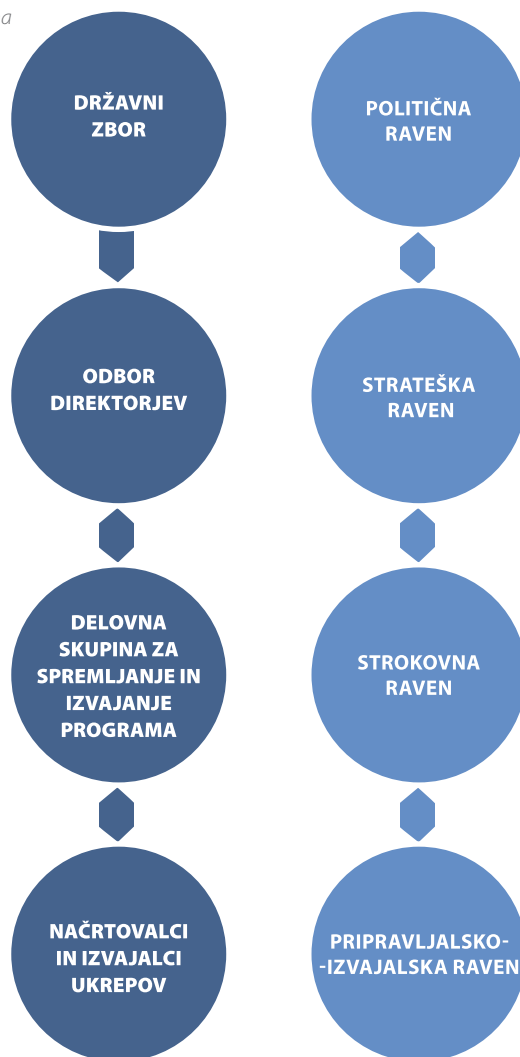 a
DRŽAVNI
ZBOR
POLITIČNA
RAVEN
ODBOR
DIREKTORJEV
STRATEŠKA
RAVEN
DELOVNA
SKUPINA ZA
SPREMLJANJE IN
IZVAJANJE
PROGRAMA
STROKOVNA
RAVEN
NAČRTOVALCI
IN IZVAJALCI
UKREPOV
PRIPRAVLJALSKO-
-IZVAJALSKA RAVEN